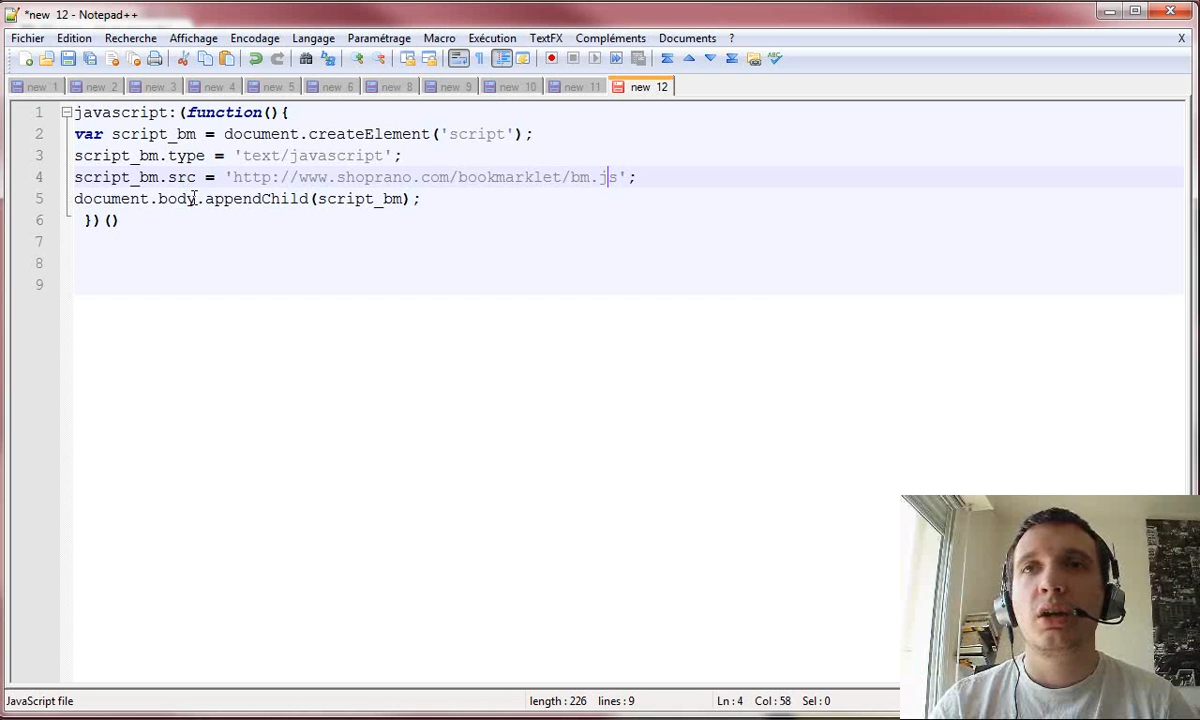 *new 12 - Notepad++
Fichier Edition Recherche Affichage Encodage Langage Paramétrage Macro Exécution TextFX Compléments Documents ? X
new 1 new 2 new 3 new 4 new 5 new 6 new 8 new 9 new 10 new 11 new 12
1 javascript:(function(){
2 var script_bm = document.createElement('script');
3 script_bm.type = 'text/javascript';
4 script_bm.src = 'http://www.shoprano.com/bookmarklet/bm.js';
5 document.body.appendChild(script_bm);
6 })()
7
8
9
JavaScript file length : 226 lines : 9 Ln : 4 Col : 58 Sel : 0